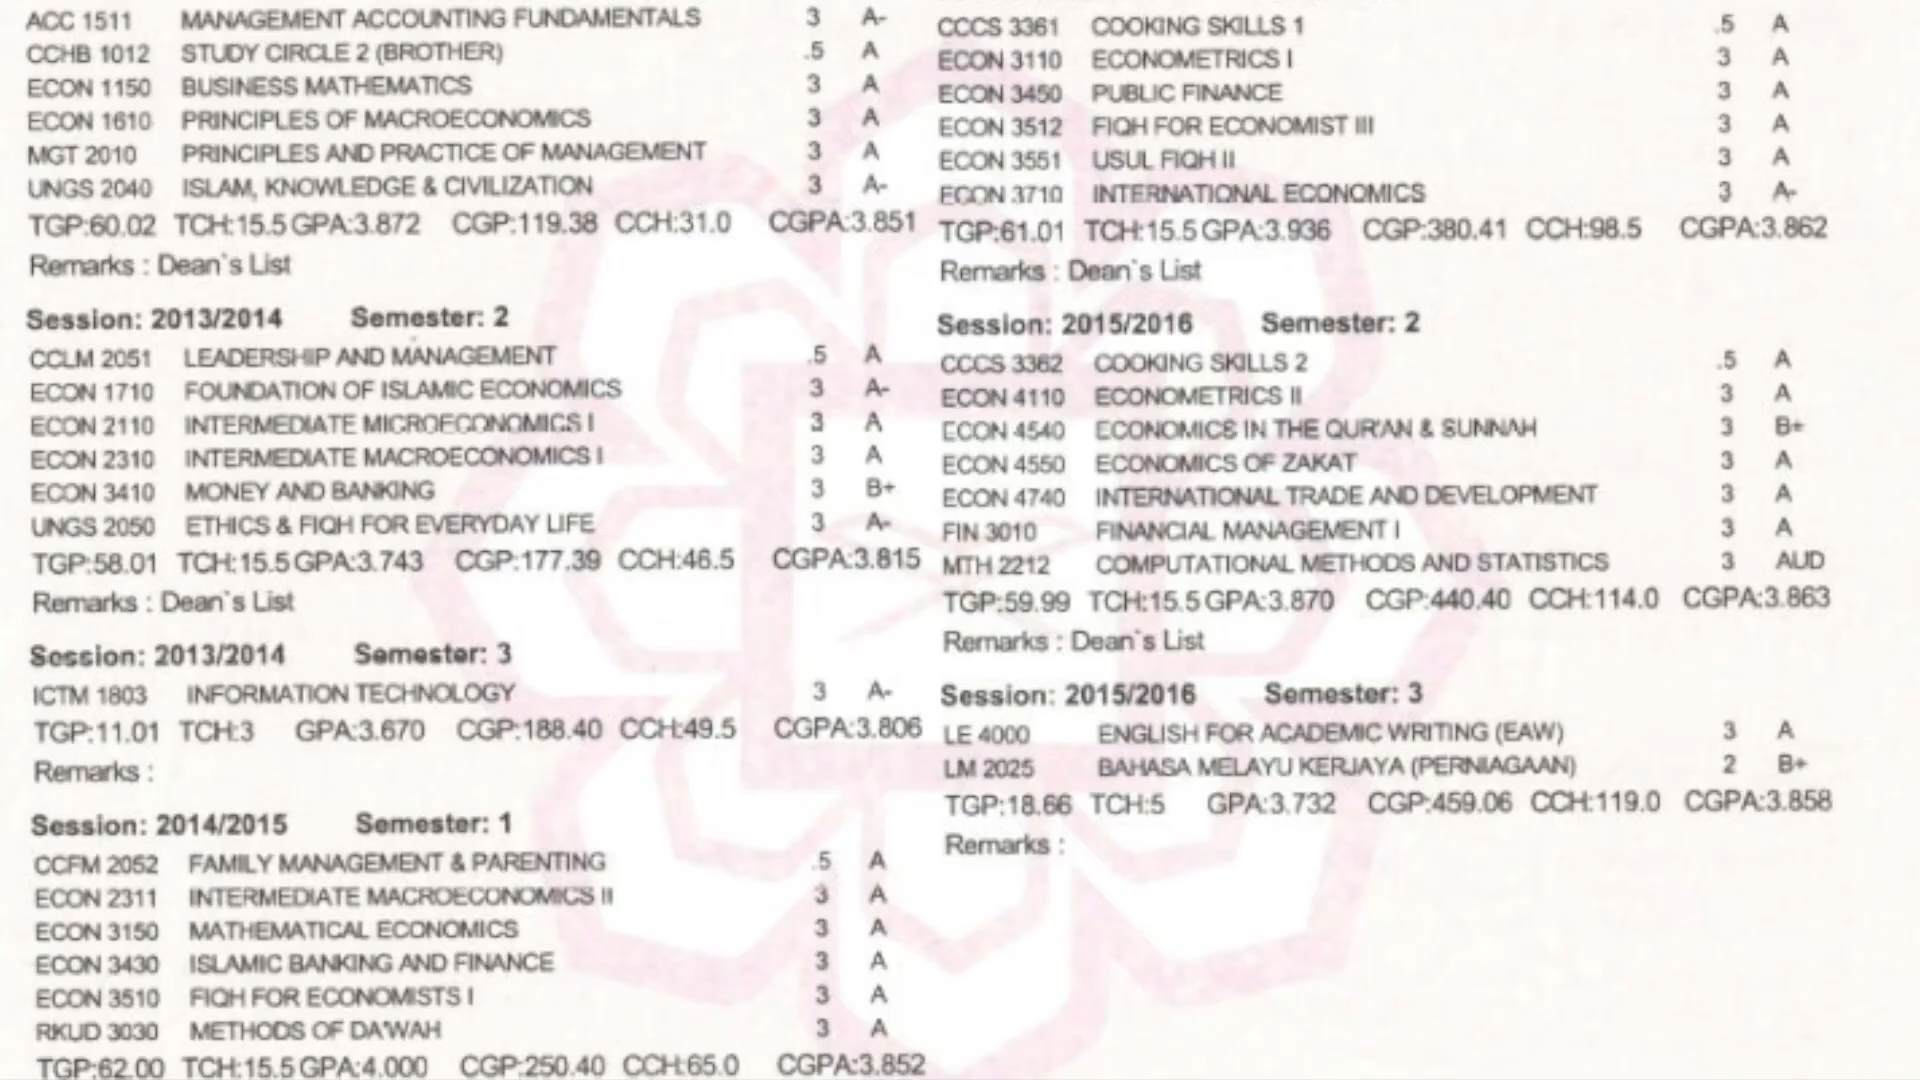 ACC 1511 MANAGEMENT ACCOUNTING FUNDAMENTALS 3 A-
CCHB 1012 STUDY CIRCLE 2 (BROTHER) .5 A
ECON 1150 BUSINESS MATHEMATICS 3 A
ECON 1610 PRINCIPLES OF MACROECONOMICS 3 A
MGT 2010 PRINCIPLES AND PRACTICE OF MANAGEMENT 3 A
UNGS 2040 ISLAM, KNOWLEDGE & CIVILIZATION 3 A-
TGP:60.02 TCH:15.5 GPA:3.872 CGP:119.38 CCH:31.0 CGPA:3.851
Remarks : Dean`s List
Session: 2013/2014 Semester: 2
CCLM 2051 LEADERSHIP AND MANAGEMENT .5 A
ECON 1710 FOUNDATION OF ISLAMIC ECONOMICS 3 A-
ECON 2110 INTERMEDIATE MICROECONOMICS I 3 A
ECON 2310 INTERMEDIATE MACROECONOMICS I 3 A
ECON 3410 MONEY AND BANKING 3 B+
UNGS 2050 ETHICS & FIQH FOR EVERYDAY LIFE 3 A-
TGP:58.01 TCH:15.5 GPA:3.743 CGP:177.39 CCH:46.5 CGPA:3.815
Remarks : Dean`s List
Session: 2013/2014 Semester: 3
ICTM 1803 INFORMATION TECHNOLOGY 3 A-
TGP:11.01 TCH:3 GPA:3.670 CGP:188.40 CCH:49.5 CGPA:3.806
Remarks :
Session: 2014/2015 Semester: 1
CCFM 2052 FAMILY MANAGEMENT & PARENTING .5 A
ECON 2311 INTERMEDIATE MACROECONOMICS II 3 A
ECON 3150 MATHEMATICAL ECONOMICS 3 A
ECON 3430 ISLAMIC BANKING AND FINANCE 3 A
ECON 3510 FIQH FOR ECONOMISTS I 3 A
RKUD 3030 METHODS OF DA'WAH 3 A
TGP:62.00 TCH:15.5 GPA:4.000 CGP:250.40 CCH:65.0 CGPA:3.852
CCCS 3361 COOKING SKILLS 1 .5 A
ECON 3110 ECONOMETRICS I 3 A
ECON 3450 PUBLIC FINANCE 3 A
ECON 3512 FIQH FOR ECONOMIST III 3 A
ECON 3551 USUL FIQH II 3 A
ECON 3710 INTERNATIONAL ECONOMICS 3 A-
TGP:61.01 TCH:15.5 GPA:3.936 CGP:380.41 CCH:98.5 CGPA:3.862
Remarks : Dean`s List
Session: 2015/2016 Semester: 2
CCCS 3362 COOKING SKILLS 2 .5 A
ECON 4110 ECONOMETRICS II 3 A
ECON 4540 ECONOMICS IN THE QUR'AN & SUNNAH 3 B+
ECON 4550 ECONOMICS OF ZAKAT 3 A
ECON 4740 INTERNATIONAL TRADE AND DEVELOPMENT 3 A
FIN 3010 FINANCIAL MANAGEMENT I 3 A
MTH 2212 COMPUTATIONAL METHODS AND STATISTICS 3 AUD
TGP:59.99 TCH:15.5 GPA:3.870 CGP:440.40 CCH:114.0 CGPA:3.863
Remarks : Dean`s List
Session: 2015/2016 Semester: 3
LE 4000 ENGLISH FOR ACADEMIC WRITING (EAW) 3 A
LM 2025 BAHASA MELAYU KERJAYA (PERNIAGAAN) 2 B+
TGP:18.66 TCH:5 GPA:3.732 CGP:459.06 CCH:119.0 CGPA:3.858
Remarks :